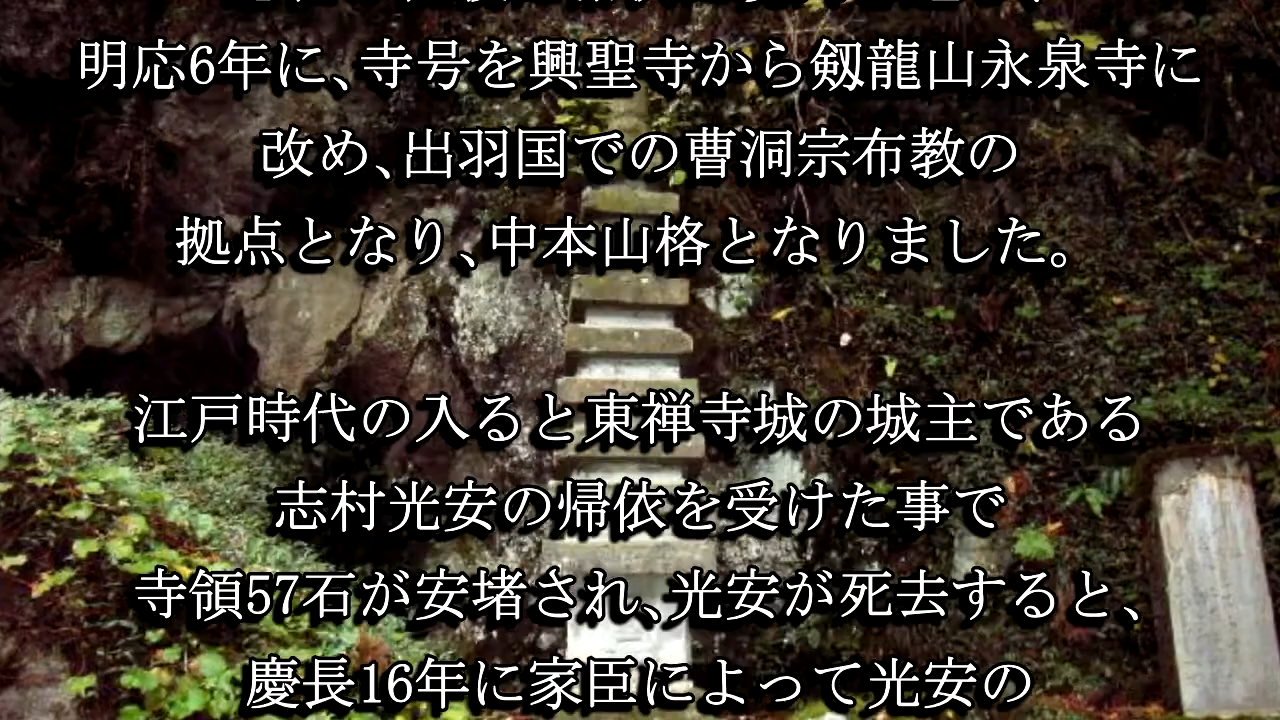 明応6年に、寺号を興聖寺から剱龍山永泉寺に
改め、出羽国での曹洞宗布教の
拠点となり、中本山格となりました。
江戸時代の入ると東禅寺城の城主である
志村光安の帰依を受けた事で
寺領57石が安堵され、光安が死去すると、
慶長16年に家臣によって光安の